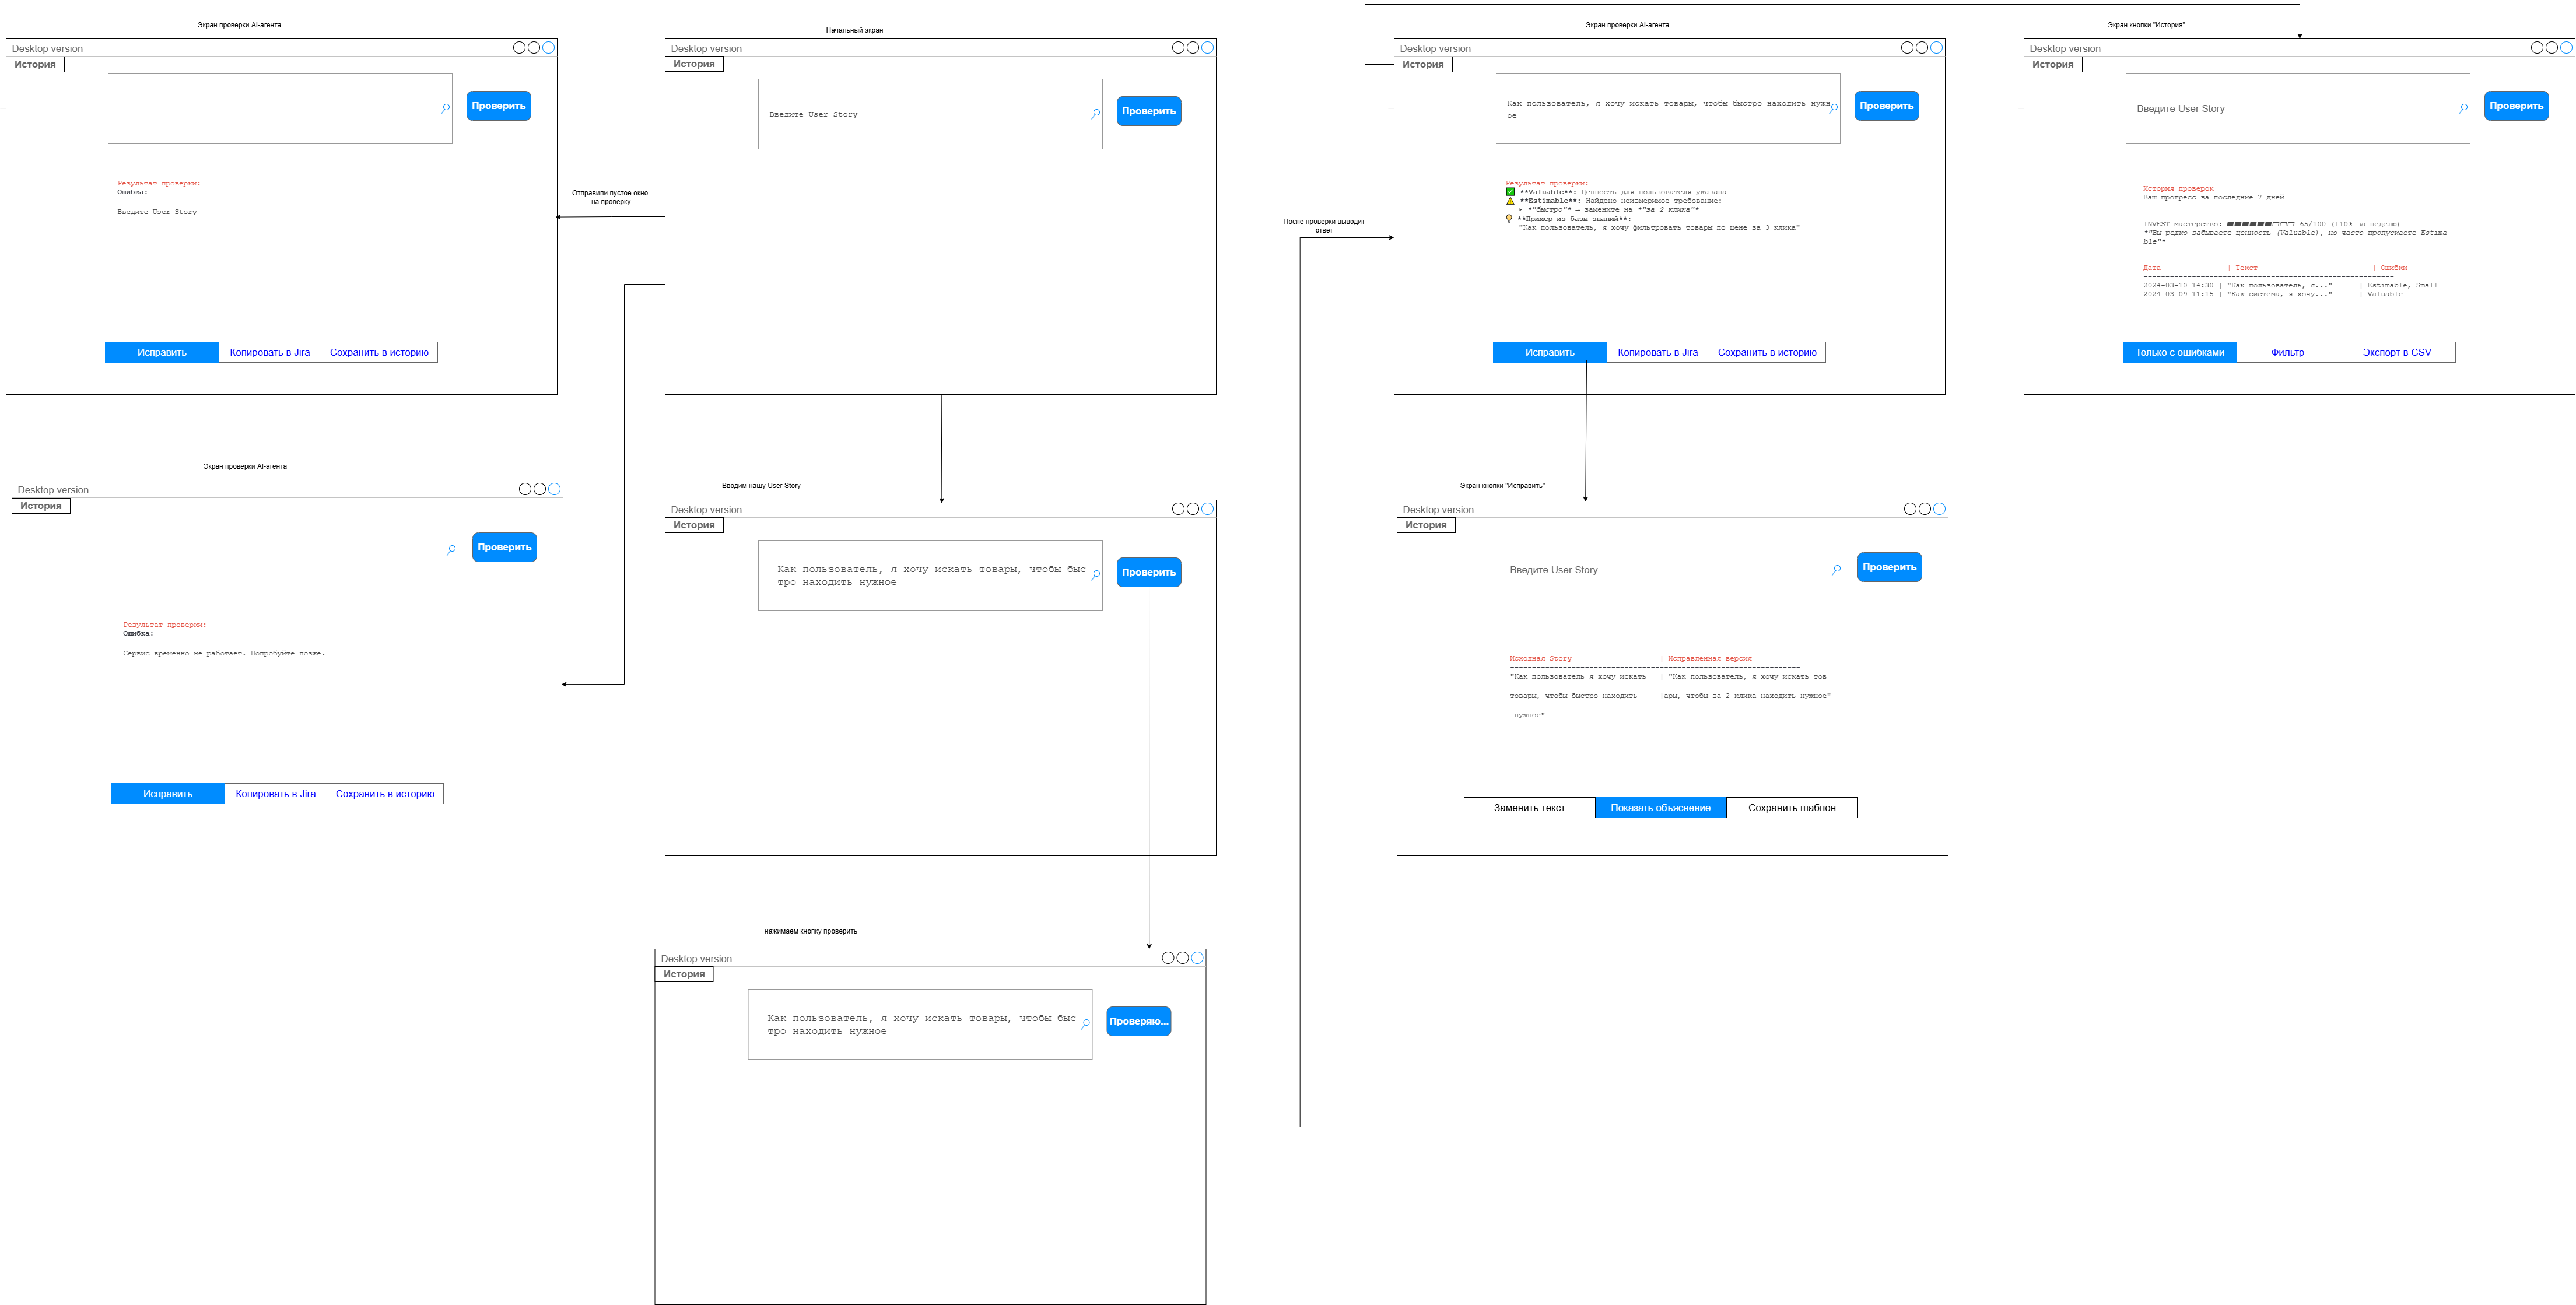 Экран проверки AI-агента
Desktop version
История
Проверить
Результат проверки:
Ошибка:
Введите User Story
Исправить
Копировать в Jira
Сохранить в историю
Отправили пустое окно
на проверку
Начальный экран
Desktop version
История
Введите User Story
Проверить
После проверки выводит
ответ
Экран проверки AI-агента
Desktop version
История
Как пользователь, я хочу искать товары, чтобы быстро находить нужн
ое
Проверить
Результат проверки:
✅ **Valuable**: Ценность для пользователя указана
⚠️ **Estimable**: Найдено неизмеримое требование:
‣ *"быстро"* → замените на *"за 2 клика"*
💡 **Пример из базы знаний**:
"Как пользователь, я хочу фильтровать товары по цене за 3 клика"
Исправить
Копировать в Jira
Сохранить в историю
Экран кнопки "История"
Desktop version
История
Введите User Story
Проверить
История проверок
Ваш прогресс за последние 7 дней
INVEST-мастерство: ▰▰▰▰▰▰▱▱▱ 65/100 (+10% за неделю)
*"Вы редко забываете ценность (Valuable), но часто пропускаете Estima
ble"*
Дата | Текст | Ошибки
----------------------------------------------------------
2024-03-10 14:30 | "Как пользователь, я..." | Estimable, Small
2024-03-09 11:15 | "Как система, я хочу..." | Valuable
Только с ошибками
Фильтр
Экспорт в CSV
Экран проверки AI-агента
Desktop version
История
Проверить
Результат проверки:
Ошибка:
Сервис временно не работает. Попробуйте позже.
Исправить
Копировать в Jira
Сохранить в историю
Вводим нашу User Story
Desktop version
История
Как пользователь, я хочу искать товары, чтобы быс
тро находить нужное
Проверить
Экран кнопки "Исправить"
Desktop version
История
Введите User Story
Проверить
Исходная Story | Исправленная версия
------------------------------------------------------------------
"Как пользователь я хочу искать | "Как пользователь, я хочу искать тов
товары, чтобы быстро находить |ары, чтобы за 2 клика находить нужное"
нужное"
Заменить текст
Показать объяснение
Сохранить шаблон
нажимаем кнопку проверить
Desktop version
История
Как пользователь, я хочу искать товары, чтобы быс
тро находить нужное
Проверяю...